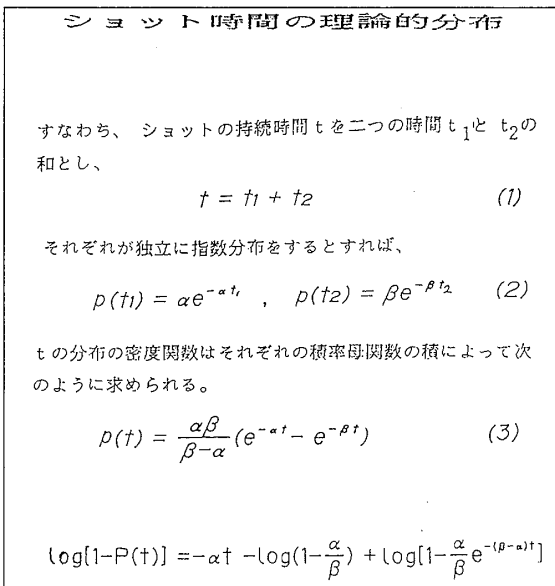 ショット時間の理論的分布
すなわち、 ショットの持続時間 t を二つの時間 t₁と t₂の
和とし、
t = t₁ + t₂ (1)
それぞれが独立に指数分布をするとすれば、
p(t₁) = αe^{-αt₁} , p(t₂) = βe^{-βt₂} (2)
t の分布の密度関数はそれぞれの積率母関数の積によって次
のように求められる。
p(t) = \frac{αβ}{β-α}(e^{-αt} - e^{-βt}) (3)
log[1-P(t)] = -αt - log(1-\frac{α}{β}) + log[1-\frac{α}{β}e^{-(β-α)t}]